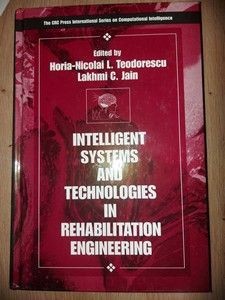 The CRC Press International Series on Computational Intelligence
Edited by
Horia-Nicolai L. Teodorescu
Lakhmi C. Jain
INTELLIGENT
SYSTEMS
AND
TECHNOLOGIES
IN
REHABILITATION
ENGINEERING